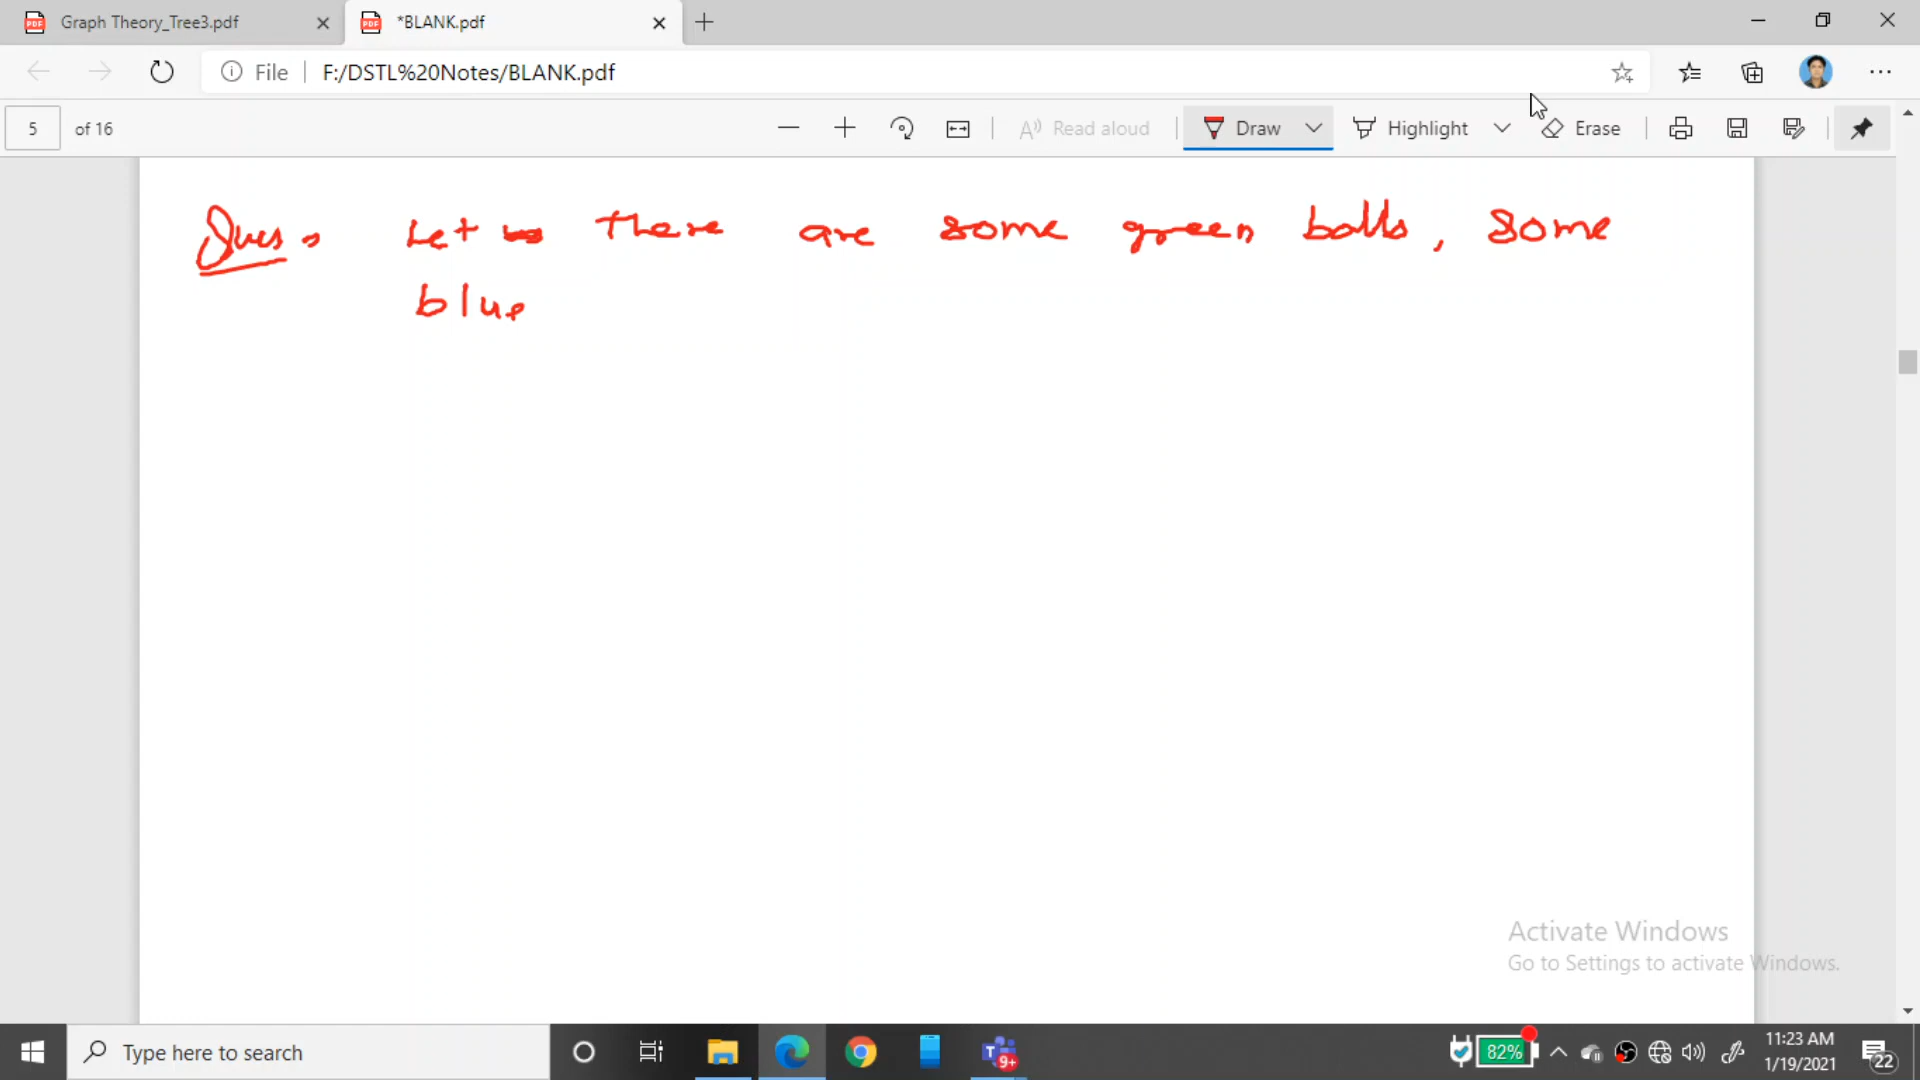 Graph Theory_Tree3.pdf
*BLANK.pdf
File
F:/DSTL%20Notes/BLANK.pdf
5 of 16
Read aloud
Draw
Highlight
Erase
Ques Let there are some green balls, some
blue
Activate Windows
Go to Settings to activate Windows.
Type here to search
9+
82%
11:23 AM
1/19/2021
22